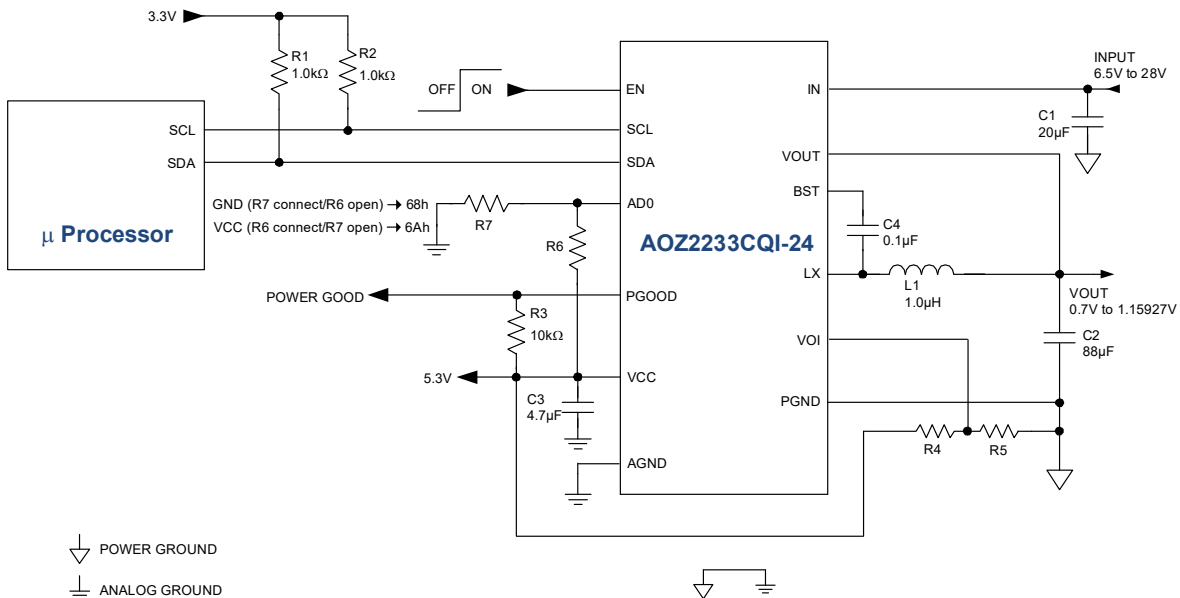 3.3V
R1
1.0kΩ
R2
1.0kΩ
OFF
ON
INPUT
6.5V to 28V
C1
20µF
EN
IN
SCL
SCL
SDA
SDA
VOUT
BST
µ Processor
GND (R7 connect/R6 open) → 68h
VCC (R6 connect/R7 open) → 6Ah
R7
AD0
R6
AOZ2233CQI-24
C4
0.1µF
LX
L1
1.0µH
VOUT
0.7V to 1.15927V
POWER GOOD
PGOOD
R3
10kΩ
VOI
C2
88µF
5.3V
VCC
C3
4.7µF
PGND
R4
R5
AGND
POWER GROUND
ANALOG GROUND